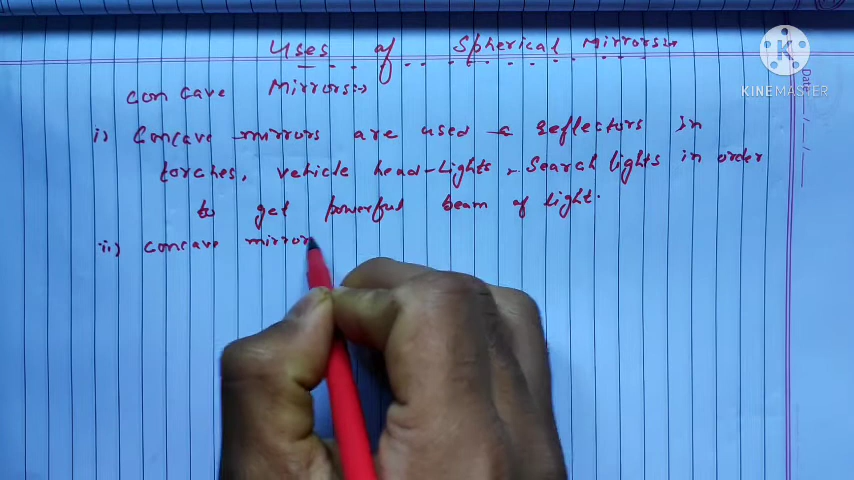 Uses of Spherical Mirrors:→
Concave Mirrors:→
i) Concave mirrors are used a reflectors in
torches, vehicle head-Lights, Search lights in order
to get powerful beam of light.
ii) concave mirror
K
KINEMASTER
Date